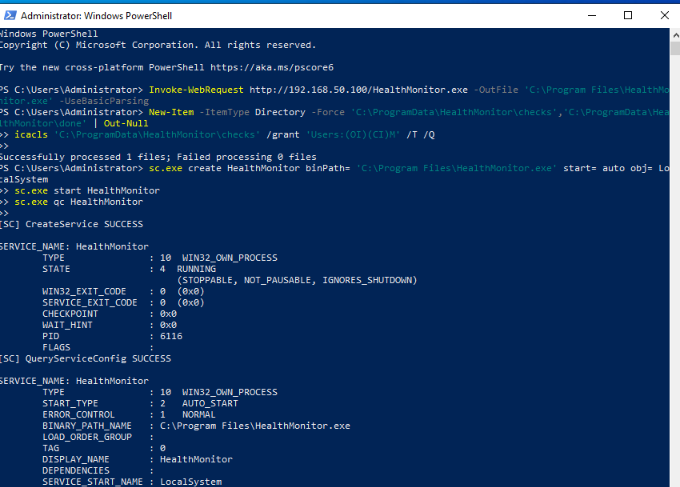 Administrator: Windows PowerShell
Windows PowerShell
Copyright (C) Microsoft Corporation. All rights reserved.
Try the new cross-platform PowerShell https://aka.ms/pscore6
PS C:\Users\Administrator> Invoke-WebRequest http://192.168.50.100/HealthMonitor.exe -OutFile 'C:\Program Files\HealthMo
nitor.exe' -UseBasicParsing
PS C:\Users\Administrator> New-Item -ItemType Directory -Force 'C:\ProgramData\HealthMonitor\checks','C:\ProgramData\Hea
lthMonitor\done' | Out-Null
>> icacls 'C:\ProgramData\HealthMonitor\checks' /grant 'Users:(OI)(CI)M' /T /Q
>>
Successfully processed 1 files; Failed processing 0 files
PS C:\Users\Administrator> sc.exe create HealthMonitor binPath= 'C:\Program Files\HealthMonitor.exe' start= auto obj= Lo
calSystem
>> sc.exe start HealthMonitor
>> sc.exe qc HealthMonitor
>>
[SC] CreateService SUCCESS
SERVICE_NAME: HealthMonitor
TYPE : 10 WIN32_OWN_PROCESS
STATE : 4 RUNNING
(STOPPABLE, NOT_PAUSABLE, IGNORES_SHUTDOWN)
WIN32_EXIT_CODE : 0 (0x0)
SERVICE_EXIT_CODE : 0 (0x0)
CHECKPOINT : 0x0
WAIT_HINT : 0x0
PID : 6116
FLAGS :
[SC] QueryServiceConfig SUCCESS
SERVICE_NAME: HealthMonitor
TYPE : 10 WIN32_OWN_PROCESS
START_TYPE : 2 AUTO_START
ERROR_CONTROL : 1 NORMAL
BINARY_PATH_NAME : C:\Program Files\HealthMonitor.exe
LOAD_ORDER_GROUP :
TAG : 0
DISPLAY_NAME : HealthMonitor
DEPENDENCIES :
SERVICE_START_NAME : LocalSystem